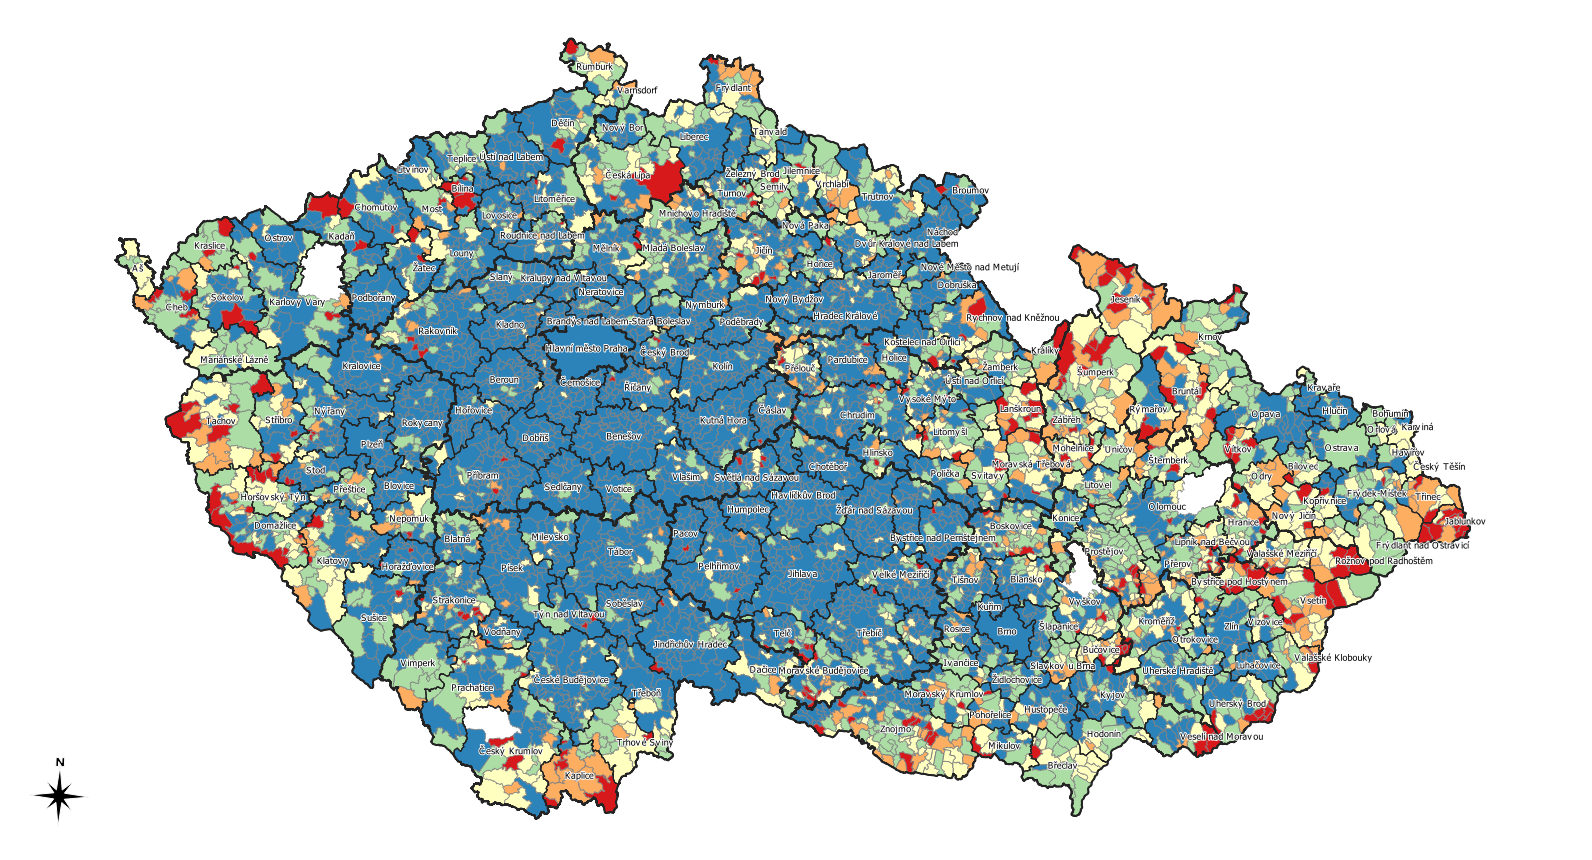 Rumburk
Varnsdorf
Frýdlant
Děčín
Nový Bor
Liberec
Tanvald
Teplice
Ústí nad Labem
Litvínov
Česká Lípa
Železný Brod
Jilemnice
Semily
Vrchlabí
Trutnov
Broumov
Bílina
Litoměřice
Turnov
Chomutov
Most
Lovosice
Mnichovo Hradiště
Nová Paka
Náchod
Kraslice
Ostrov
Kadaň
Roudnice nad Labem
Mělník
Mladá Boleslav
Jičín
Dvůr Králové nad Labem
Louny
Hořice
Aš
Žatec
Nové Město nad Metují
Jaroměř
Slaný
Kralupy nad Vltavou
Dobruška
Neratovice
Sokolov
Karlovy Vary
Podbořany
Cheb
Nymburk
Nový Bydžov
Jeseník
Hradec Králové
Rychnov nad Kněžnou
Kladno
Brandýs nad Labem-Stará Boleslav
Poděbrady
Rakovník
Krnov
Kostelec nad Orlicí
Hlavní město Praha
Český Brod
Králíky
Mariánské Lázně
Kralovice
Kolín
Přelouč
Pardubice
Holice
Žamberk
Šumperk
Beroun
Černošice
Říčany
Ústí nad Orlicí
Bruntál
Kravaře
Vysoké Mýto
Hořovice
Nýřany
Čáslav
Lanškroun
Rýmařov
Opava
Hlučín
Bohumín
Tachov
Stříbro
Rokycany
Kutná Hora
Chrudim
Zábřeh
Orlová
Karviná
Plzeň
Dobříš
Benešov
Litomyšl
Mohelnice
Uničov
Vítkov
Ostrava
Havířov
Hlinsko
Šternberk
Stod
Chotěboř
Moravská Třebová
Bílovec
Český Těšín
Příbram
Vlašim
Světlá nad Sázavou
Polička
Svitavy
Odry
Přeštice
Blovice
Sedlčany
Votice
Litovel
Horšovský Týn
Havlíčkův Brod
Frýdek-Místek
Třinec
Humpolec
Žďár nad Sázavou
Olomouc
Kopřivnice
Nepomuk
Konice
Nový Jičín
Domažlice
Boskovice
Hranice
Jablunkov
Blatná
Milevsko
Pacov
Bystřice nad Pernštejnem
Lipník nad Bečvou
Frýdlant nad Ostravicí
Tábor
Prostějov
Valašské Meziříčí
Klatovy
Horažďovice
Písek
Pelhřimov
Jihlava
Velké Meziříčí
Tišnov
Blansko
Přerov
Rožnov pod Radhoštěm
Bystřice pod Hostýnem
Strakonice
Soběslav
Vyškov
Vsetín
Sušice
Týn nad Vltavou
Kuřim
Kroměříž
Vizovice
Vodňany
Telč
Třebíč
Rosice
Brno
Šlapanice
Zlín
Jindřichův Hradec
Otrokovice
Bučovice
Vimperk
Dačice
Moravské Budějovice
Ivančice
Slavkov u Brna
Uherské Hradiště
Luhačovice
Valašské Klobouky
Prachatice
České Budějovice
Třeboň
Židlochovice
Moravský Krumlov
Kyjov
Uherský Brod
Pohořelice
Hustopeče
Znojmo
Hodonín
Veselí nad Moravou
Český Krumlov
Trhové Sviny
Mikulov
Břeclav
Kaplice
N